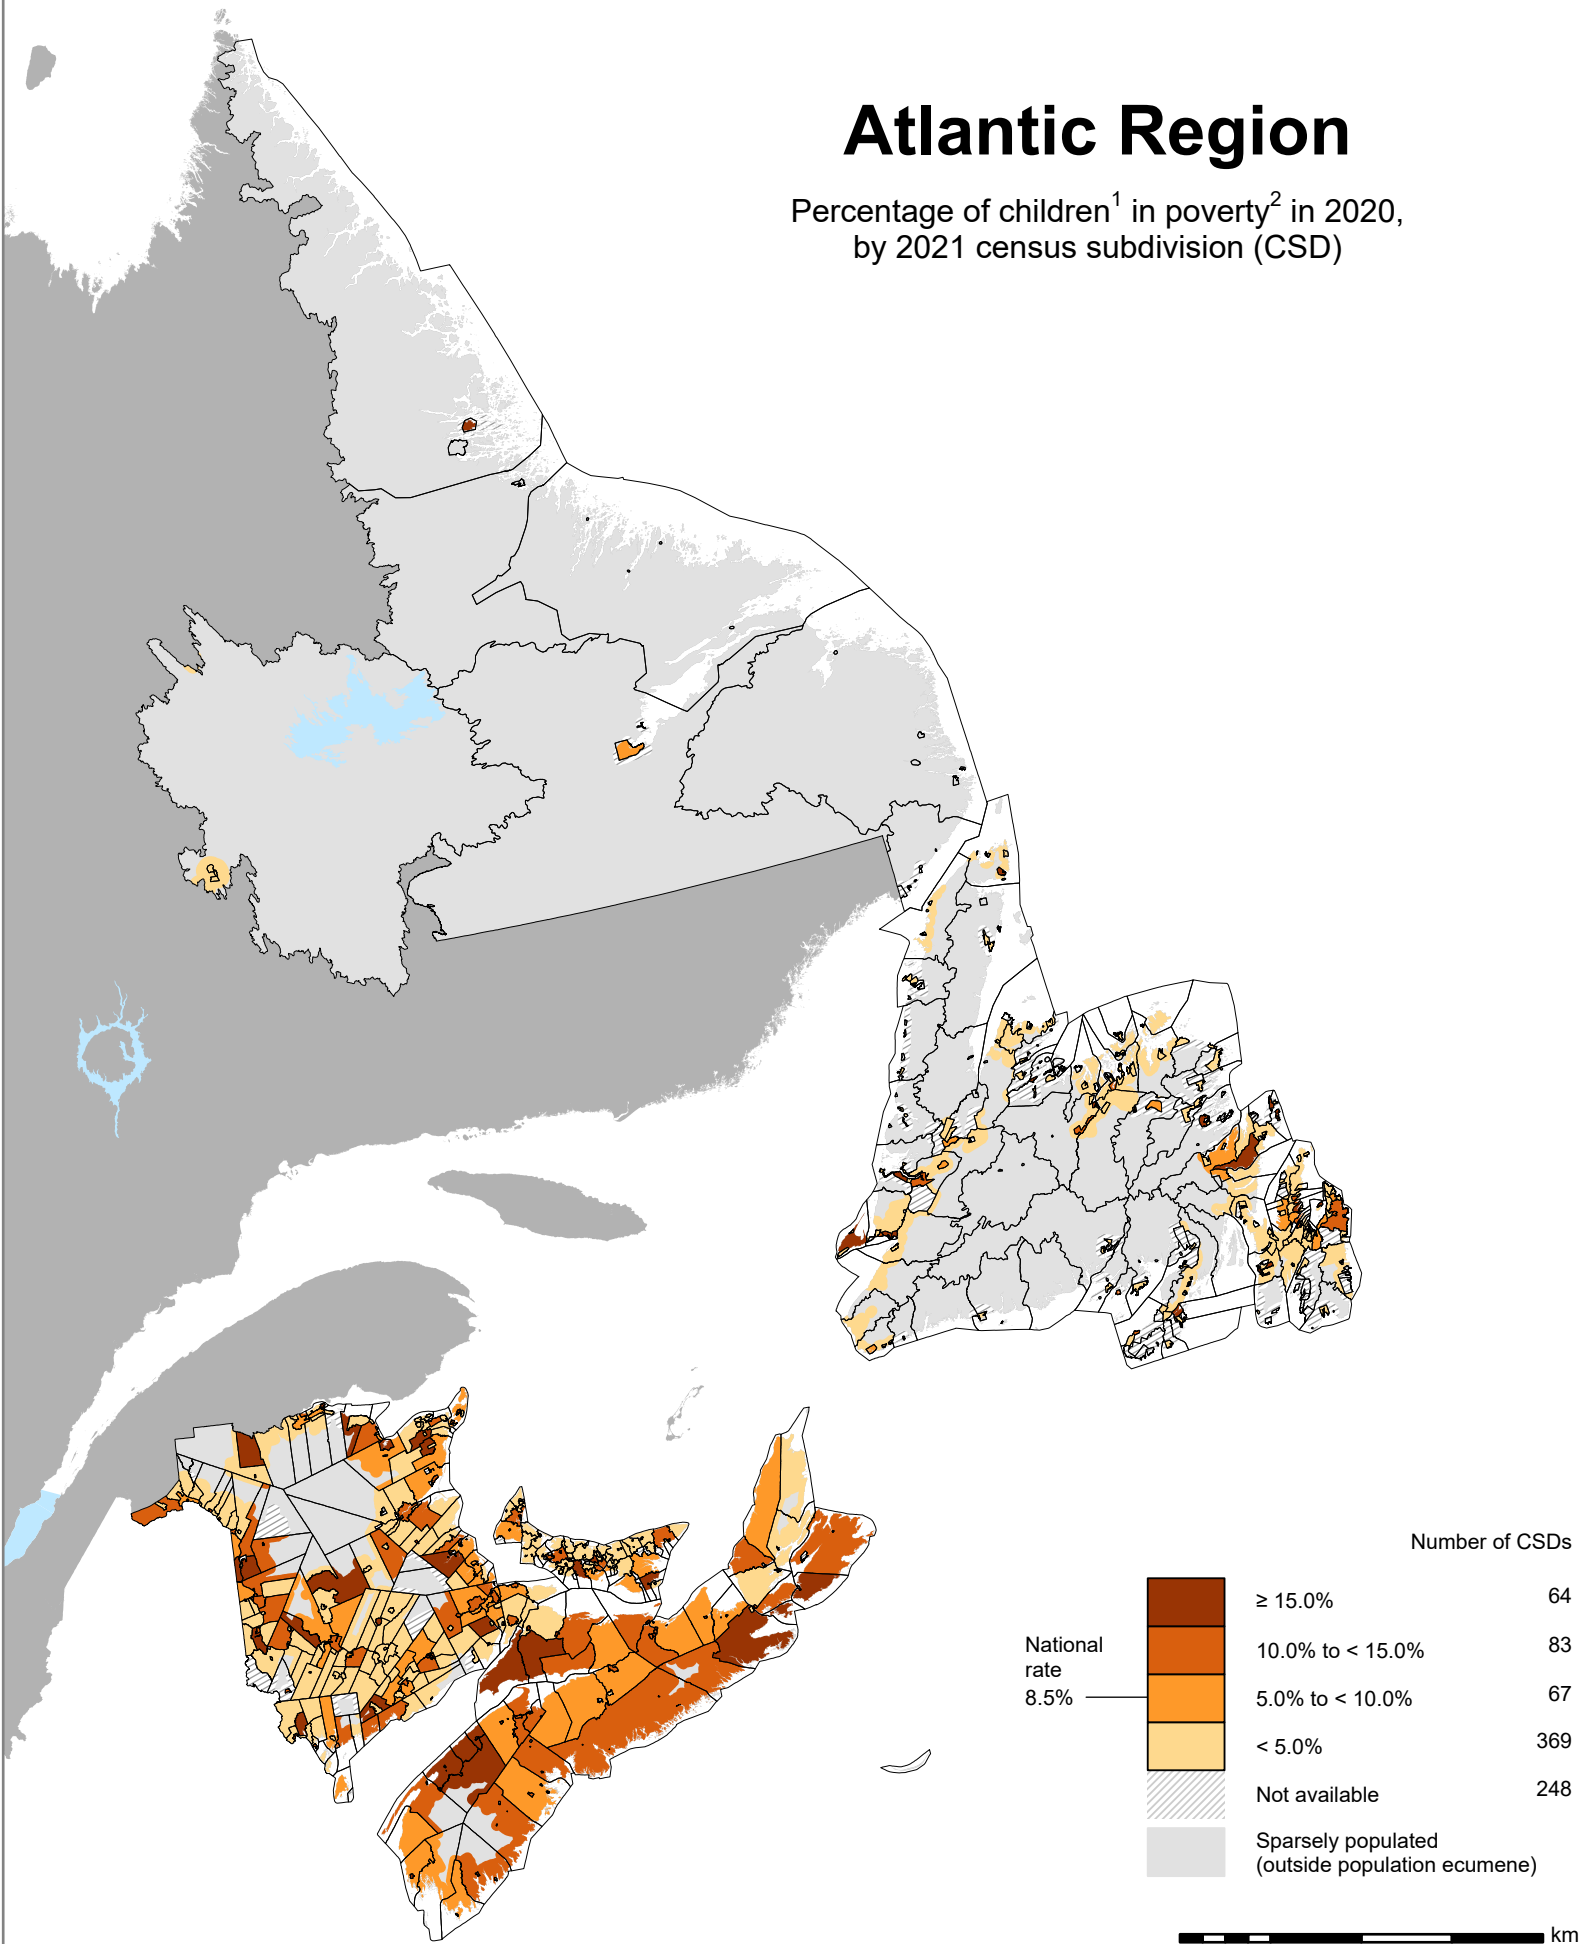 Atlantic Region
Percentage of children¹ in poverty² in 2020,
by 2021 census subdivision (CSD)
Number of CSDs
≥ 15.0% 64
10.0% to < 15.0% 83
5.0% to < 10.0% 67
< 5.0% 369
Not available 248
Sparsely populated
(outside population ecumene)
National
rate
8.5%
km